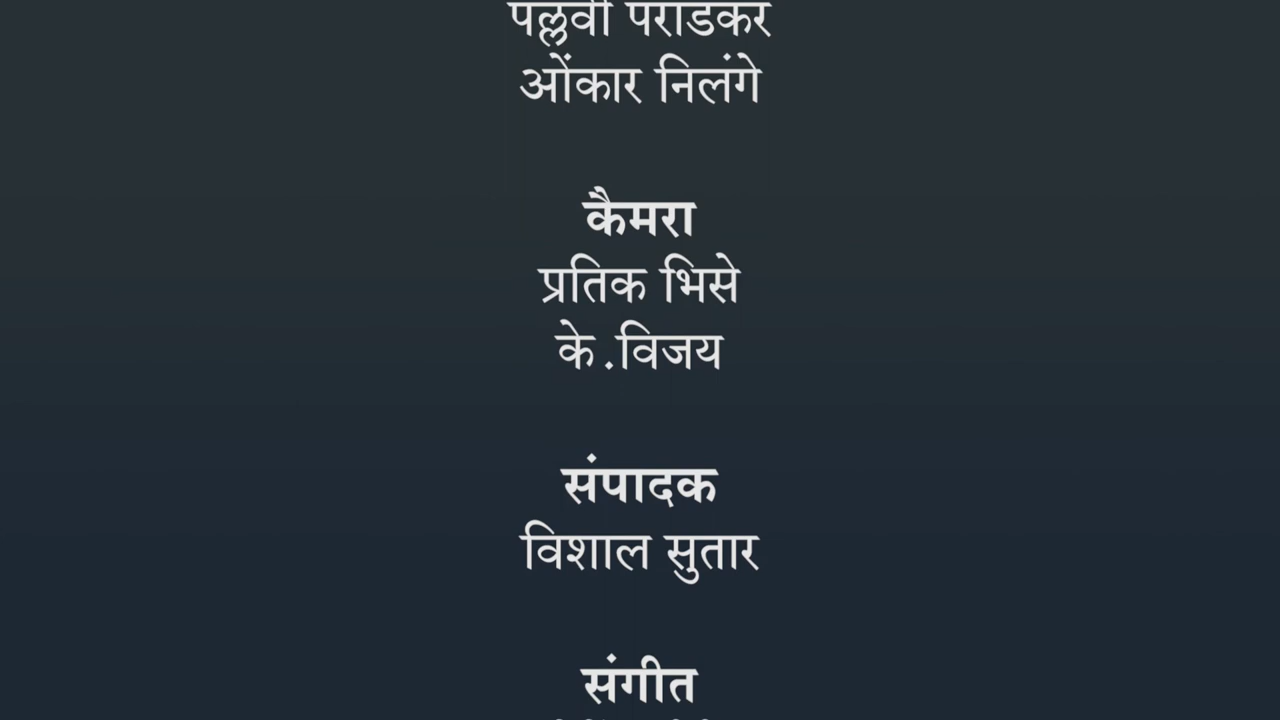 पल्लवी पराडकर
ओंकार निलंगे
कैमरा
प्रतिक भिसे
के.विजय
संपादक
विशाल सुतार
संगीत